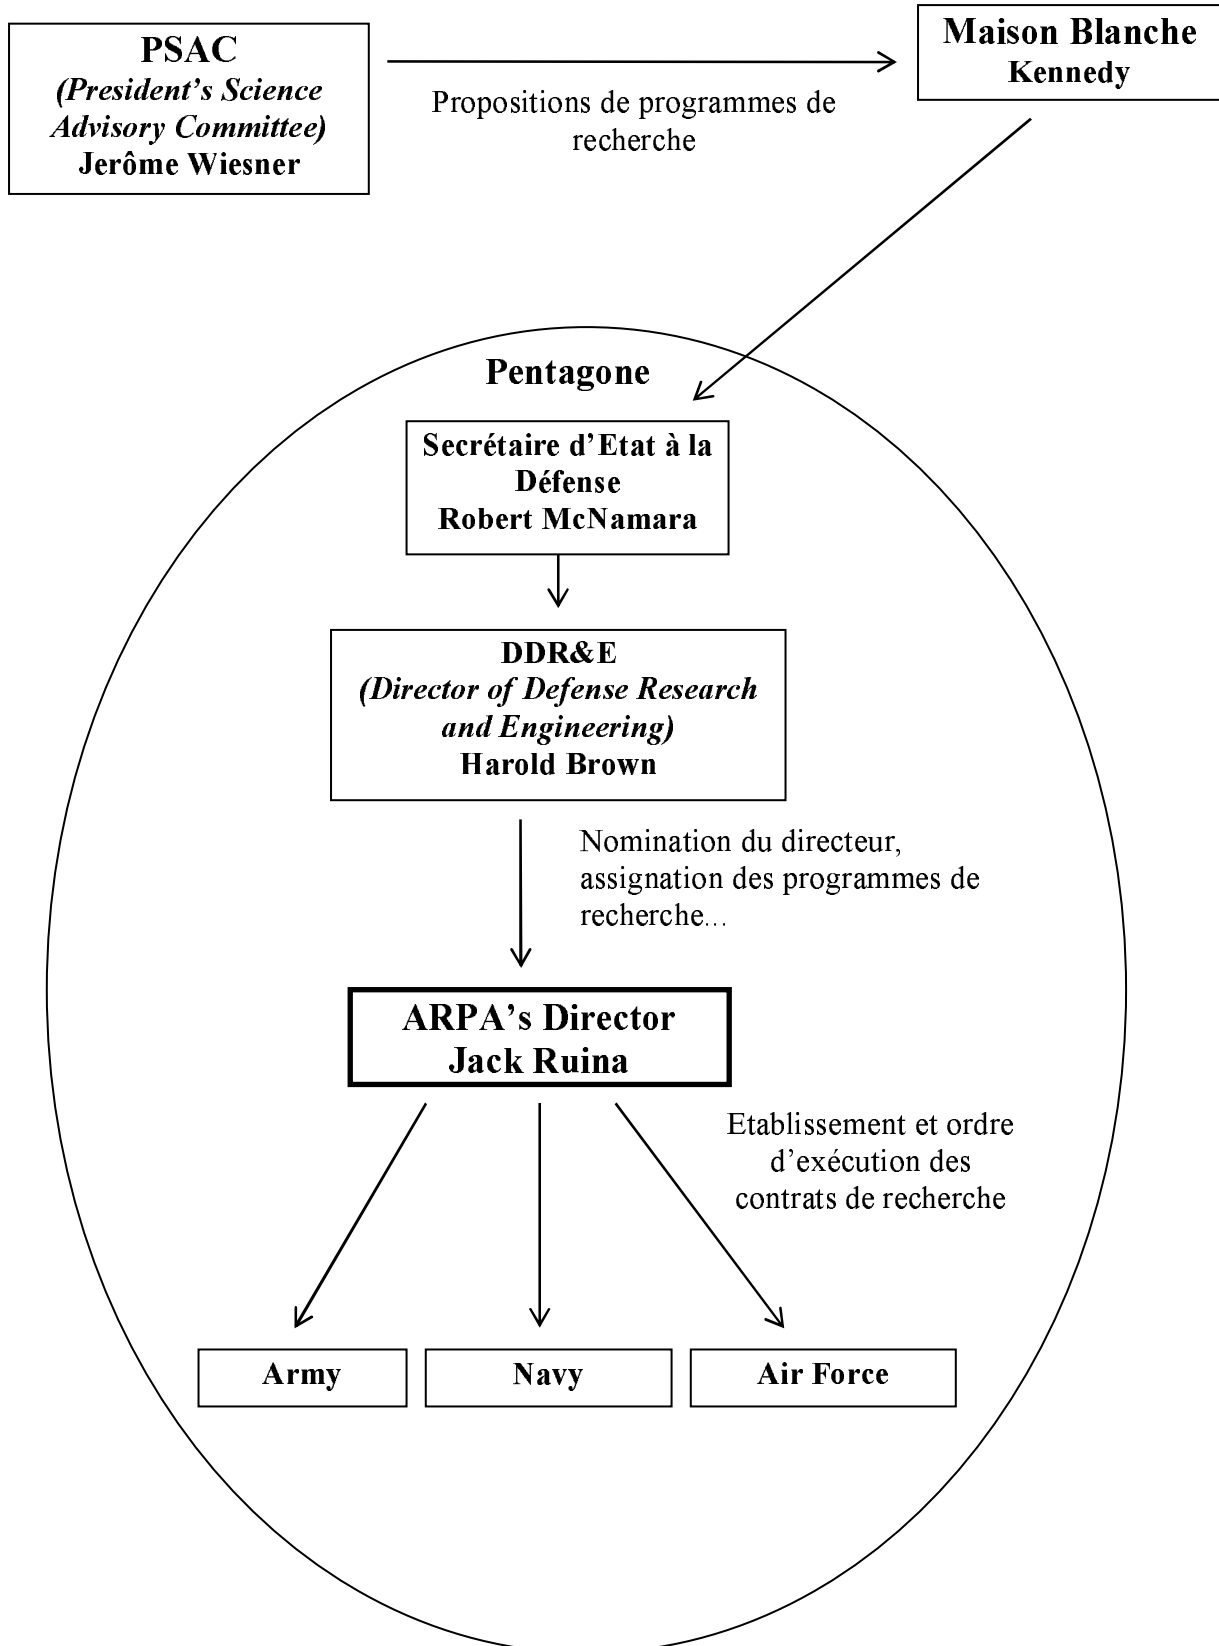 PSAC
(President’s Science
Advisory Committee)
Jerôme Wiesner
Propositions de programmes de
recherche
Maison Blanche
Kennedy
Pentagone
Secrétaire d’Etat à la
Défense
Robert McNamara
DDR&E
(Director of Defense Research
and Engineering)
Harold Brown
Nomination du directeur,
assignation des programmes de
recherche...
ARPA’s Director
Jack Ruina
Etablissement et ordre
d’exécution des
contrats de recherche
Army
Navy
Air Force